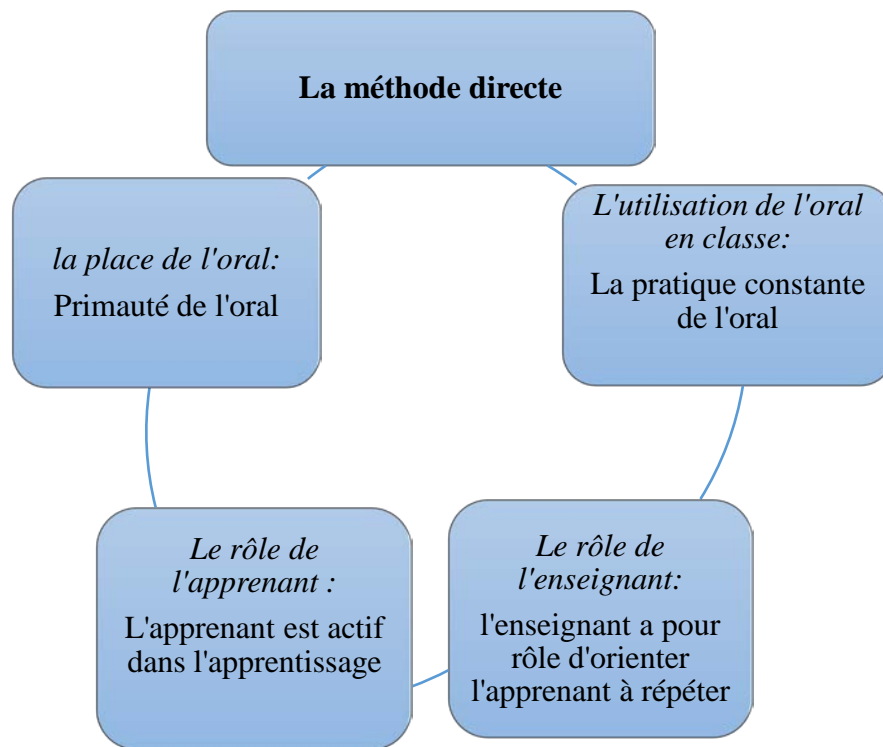 La méthode directe
la place de l'oral:
Primauté de l'oral
L'utilisation de l'oral
en classe:
La pratique constante
de l'oral
Le rôle de
l'apprenant :
L'apprenant est actif
dans l'apprentissage
Le rôle de
l'enseignant:
l'enseignant a pour
rôle d'orienter
l'apprenant à répéter